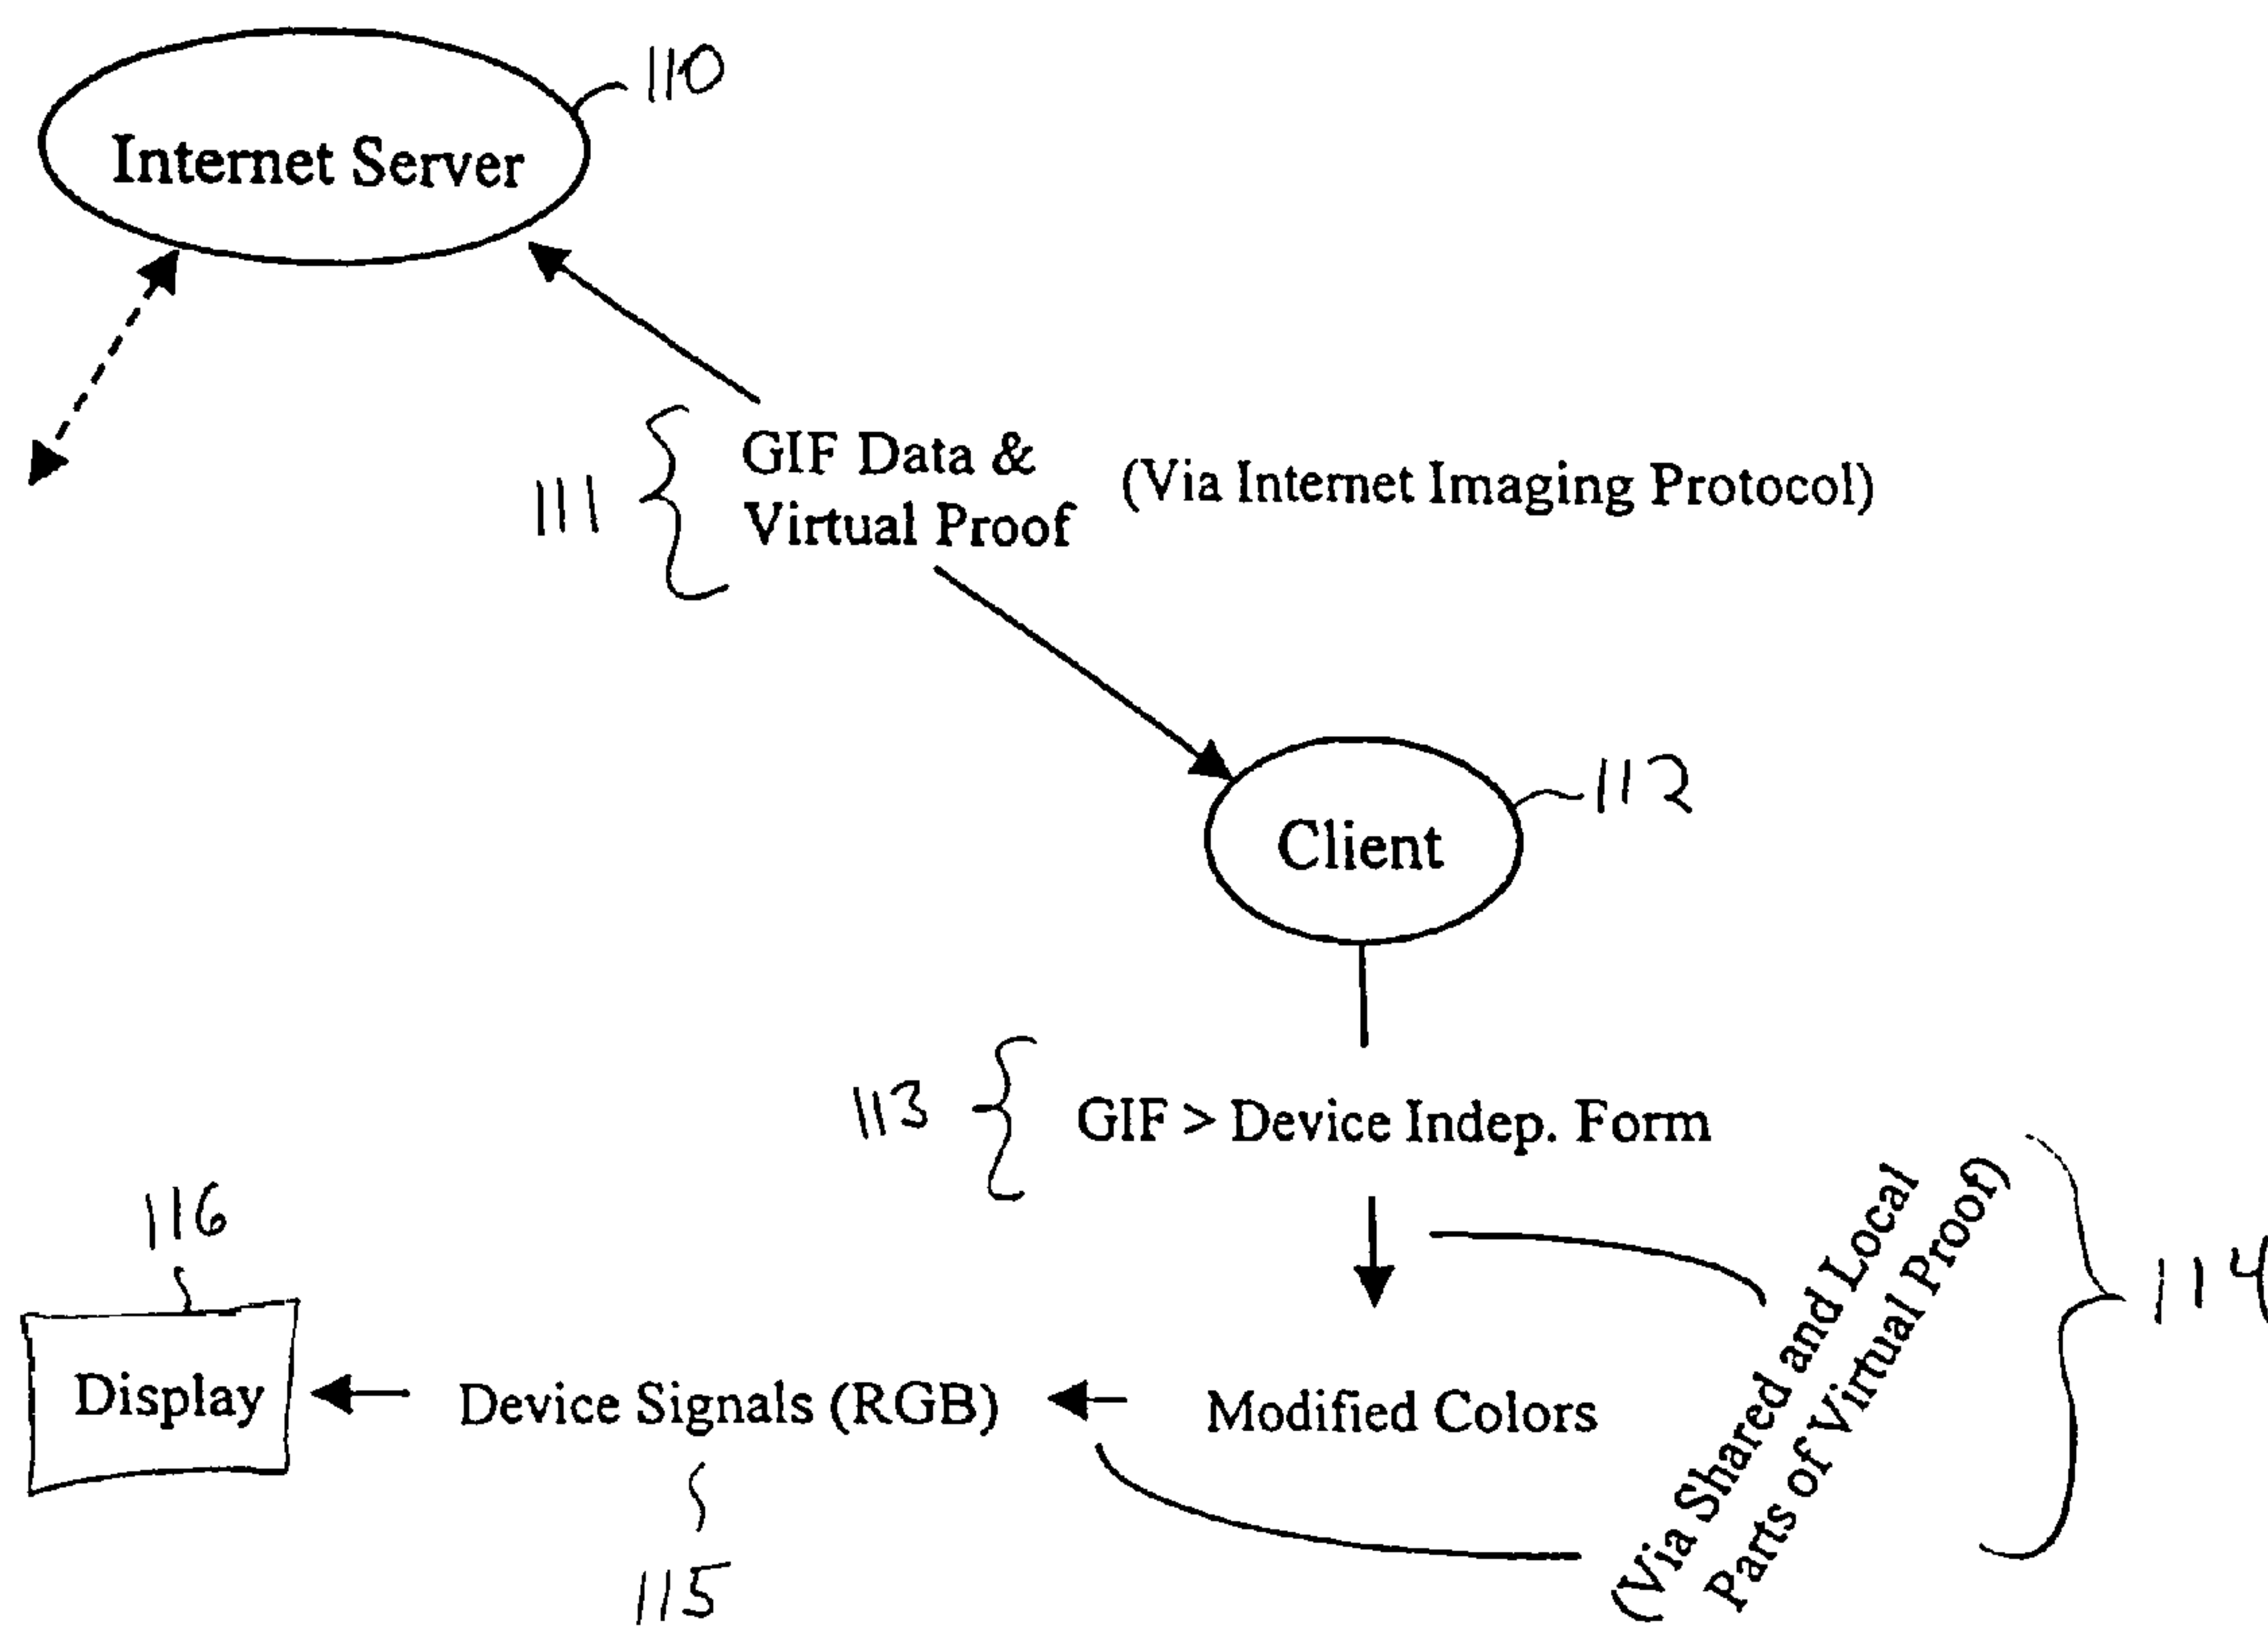 110
Internet Server
GIF Data &
Virtual Proof
(Via Internet Imaging Protocol)
111
112
Client
113
GIF > Device Indep. Form
116
(Via Shared and Local
Parts of Virtual Proof)
114
Display
Device Signals (RGB)
Modified Colors
115